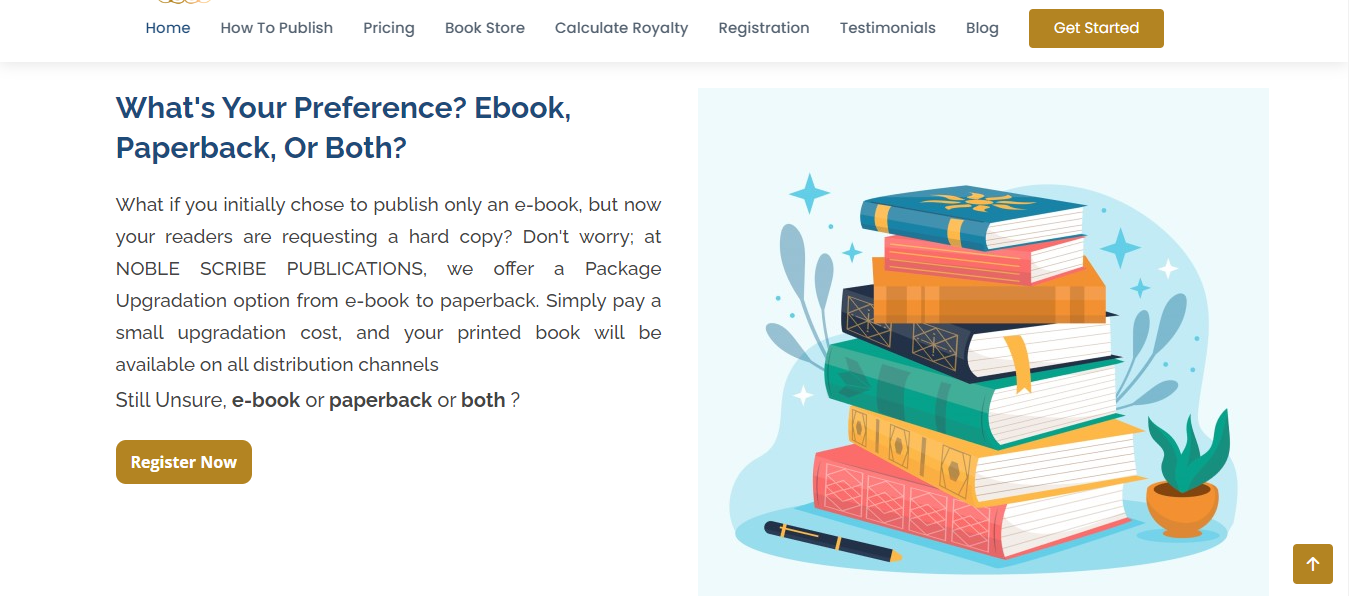 Home How To Publish Pricing Book Store Calculate Royalty Registration Testimonials Blog Get Started
What's Your Preference? Ebook,
Paperback, Or Both?
What if you initially chose to publish only an e-book, but now
your readers are requesting a hard copy? Don't worry; at
NOBLE SCRIBE PUBLICATIONS, we offer a Package
Upgradation option from e-book to paperback. Simply pay a
small upgradation cost, and your printed book will be
available on all distribution channels
Still Unsure, e-book or paperback or both ?
Register Now